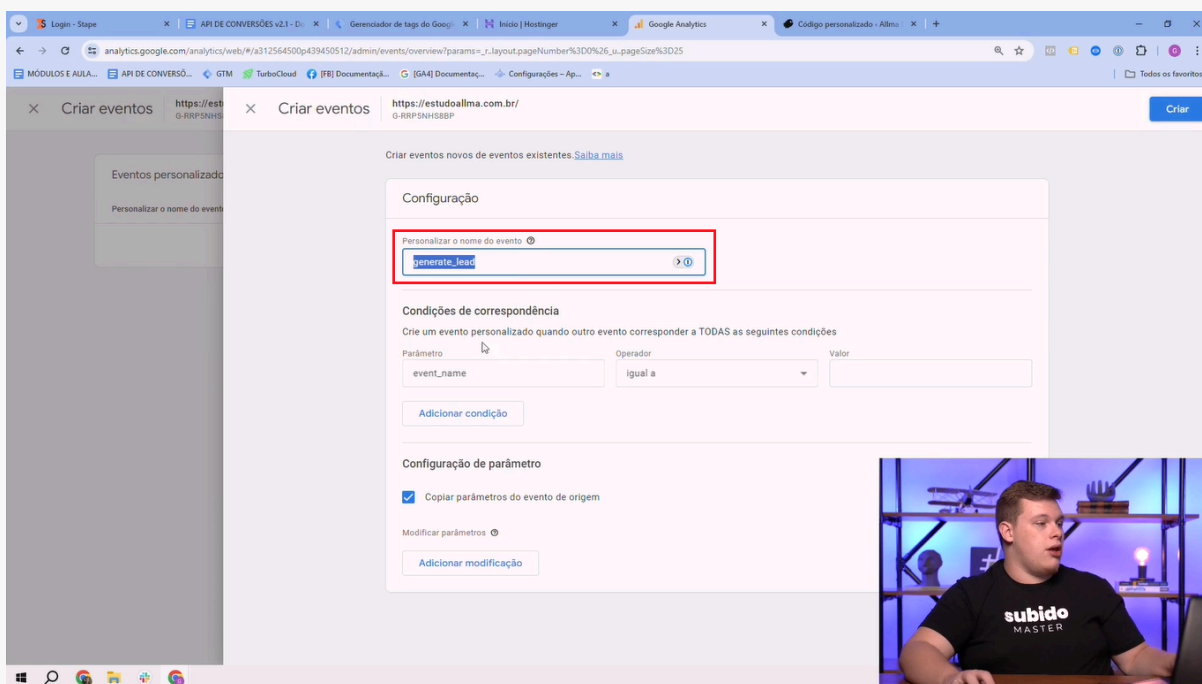 Login - Stape
API DE CONVERSÕES v2.1 - Do
Gerenciador de tags do Googl
Início | Hostinger
Google Analytics
Código personalizado ‹ Allma
analytics.google.com/analytics/web/#/a312564500p439450512/admin/events/overview?params=_r..layout.pageNumber%3D0%26_u..pageSize%3D25
MÓDULOS E AULA...
API DE CONVERSÕ...
GTM
TurboCloud
[FB] Documentaçã...
[GA4] Documentaç...
Configurações – Ap...
a
Todos os favoritos
Criar eventos
https://est
G-RRP5NHS
Criar eventos
https://estudoallma.com.br/
G-RRP5NHS8BP
Criar
Criar eventos novos de eventos existentes. Saiba mais
Eventos personalizado
Personalizar o nome do event
Configuração
Personalizar o nome do evento
generate_lead
Condições de correspondência
Crie um evento personalizado quando outro evento corresponder a TODAS as seguintes condições
Parâmetro
Operador
Valor
event_name
igual a
Adicionar condição
Configuração de parâmetro
Copiar parâmetros do evento de origem
Modificar parâmetros
Adicionar modificação
subido
MASTER